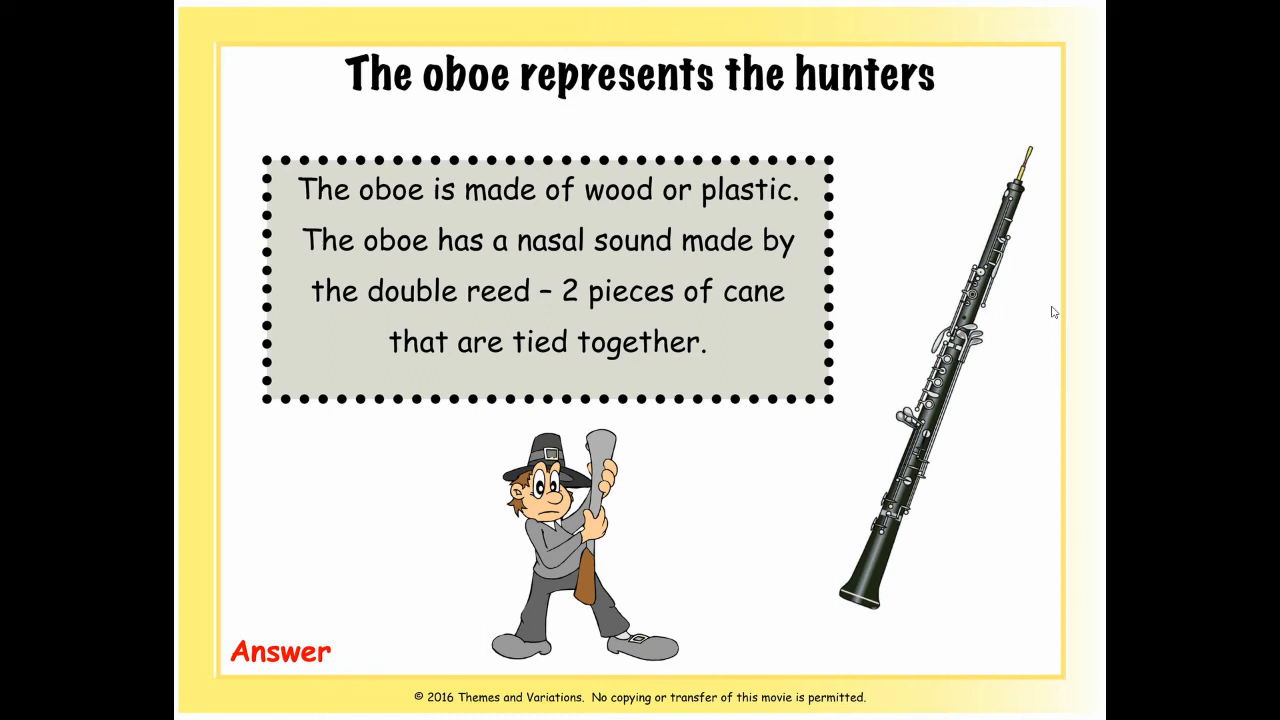 The oboe represents the hunters
The oboe is made of wood or plastic.
The oboe has a nasal sound made by
the double reed – 2 pieces of cane
that are tied together.
Answer
© 2016 Themes and Variations. No copying or transfer of this movie is permitted.